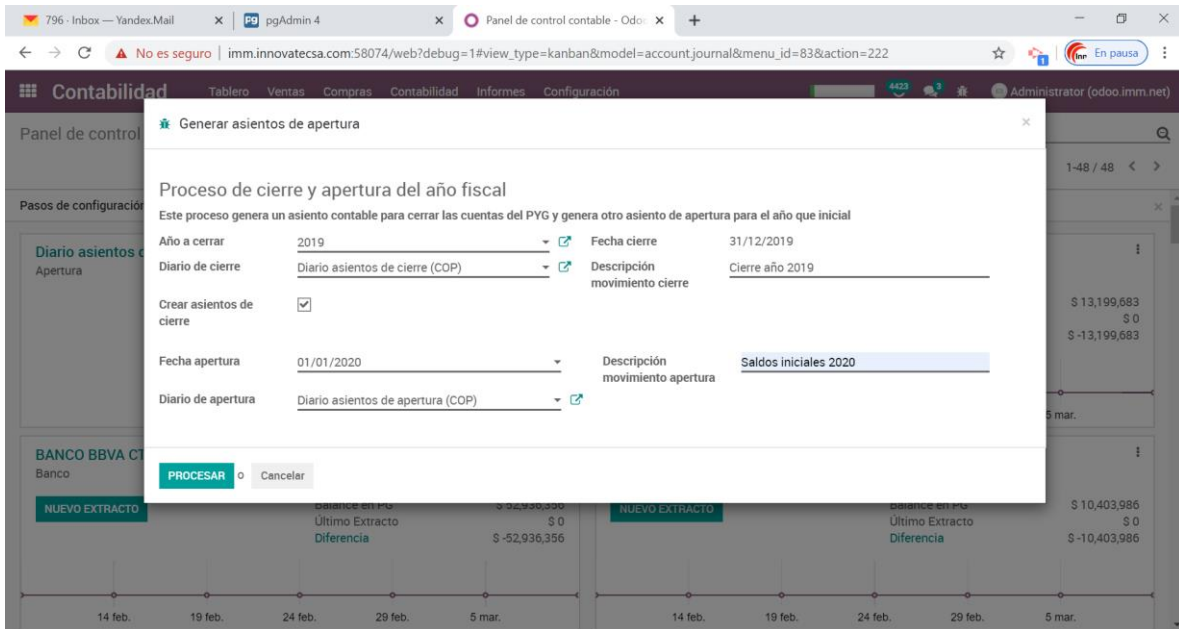 796 · Inbox — Yandex.Mail
pgAdmin 4
Panel de control contable - Odoo
No es seguro | imm.innovatecsa.com:58074/web?debug=1#view_type=kanban&model=account.journal&menu_id=83&action=222
En pausa
Contabilidad Tablero Ventas Compras Contabilidad Informes Configuración 4423 3 Administrator (odoo.imm.net)
Panel de control
1-48 / 48
Pasos de configuración
Generar asientos de apertura
Proceso de cierre y apertura del año fiscal
Este proceso genera un asiento contable para cerrar las cuentas del PYG y genera otro asiento de apertura para el año que inicial
Año a cerrar 2019 Fecha cierre 31/12/2019
Diario de cierre Diario asientos de cierre (COP) Descripción movimiento cierre Cierre año 2019
Crear asientos de cierre
Fecha apertura 01/01/2020 Descripción movimiento apertura Saldos iniciales 2020
Diario de apertura Diario asientos de apertura (COP)
PROCESAR o Cancelar
Diario asientos
Apertura
$ 13,199,683
$ 0
$ -13,199,683
5 mar.
BANCO BBVA
Banco
NUEVO EXTRACTO
Balance en PG $ 52,936,356
Último Extracto $ 0
Diferencia $ -52,936,356
14 feb. 19 feb. 24 feb. 29 feb. 5 mar.
NUEVO EXTRACTO
Balance en PG $ 10,403,986
Último Extracto $ 0
Diferencia $ -10,403,986
14 feb. 19 feb. 24 feb. 29 feb. 5 mar.